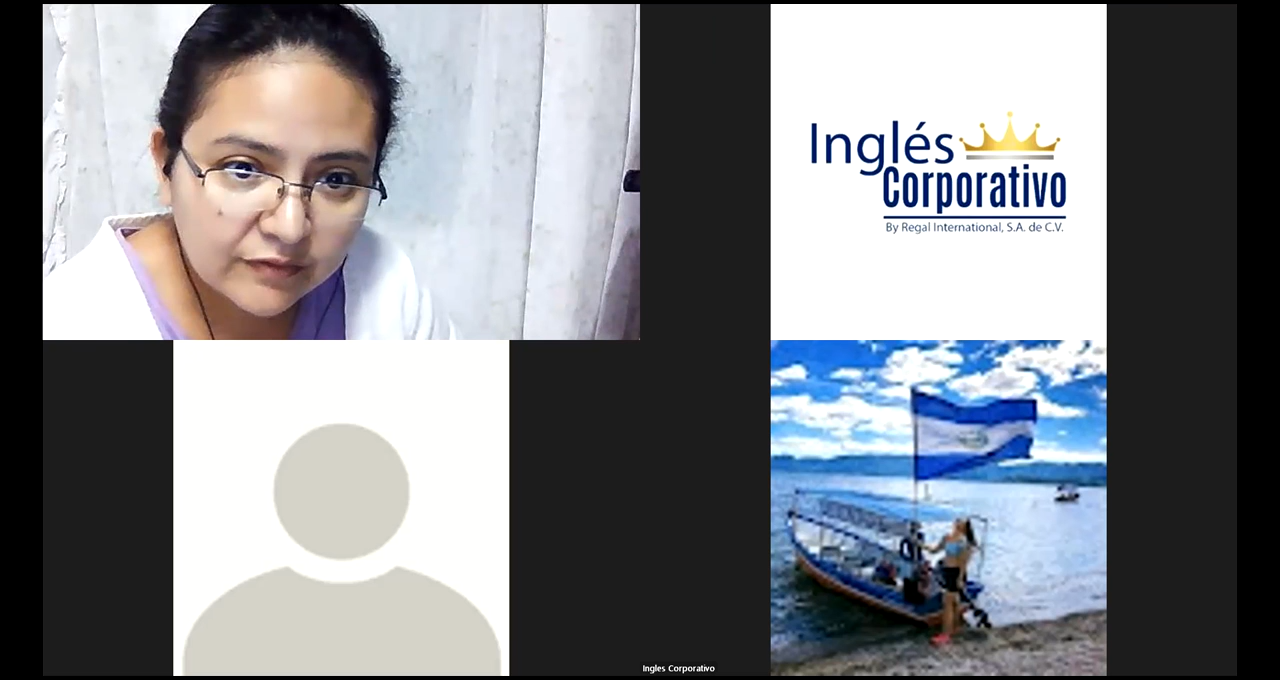 Inglés
Corporativo
By Regal International, S.A. de C.V.
Ingles Corporativo